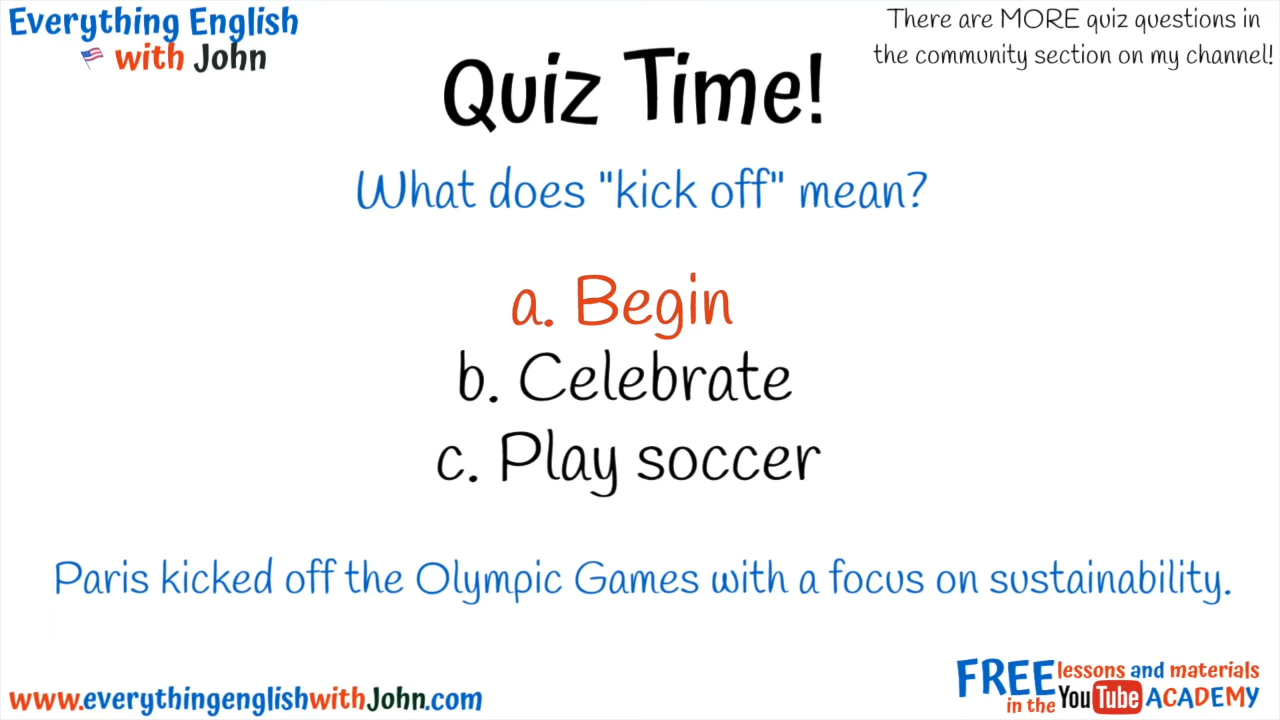 Everything English
with John
There are MORE quiz questions in
the community section on my channel!
Quiz Time!
What does "kick off" mean?
a. Begin
b. Celebrate
c. Play soccer
Paris kicked off the Olympic Games with a focus on sustainability.
www.everythingenglishwithJohn.com
FREE lessons and materials
in the YouTube ACADEMY